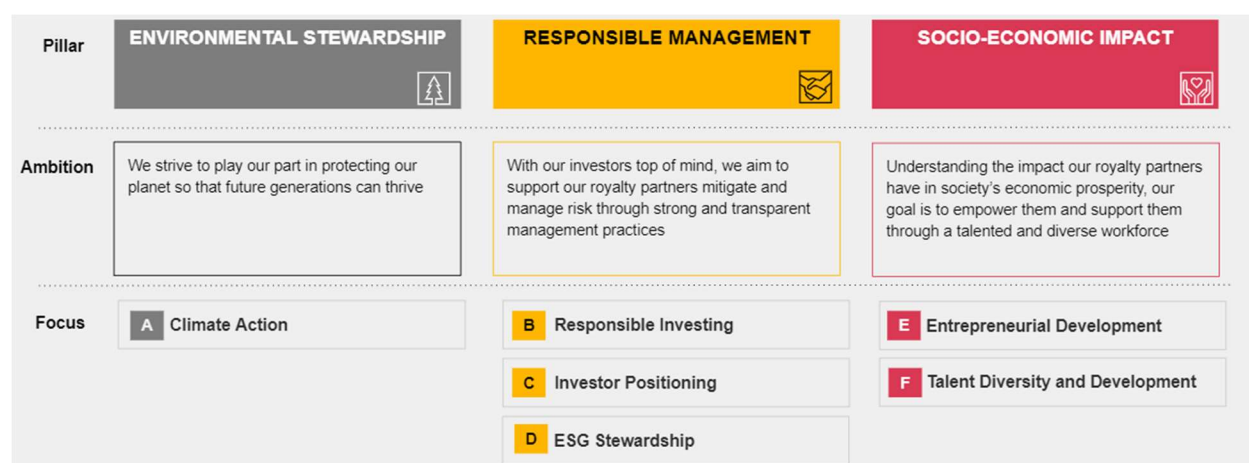 Pillar
ENVIRONMENTAL STEWARDSHIP
RESPONSIBLE MANAGEMENT
SOCIO-ECONOMIC IMPACT
Ambition
We strive to play our part in protecting our
planet so that future generations can thrive
With our investors top of mind, we aim to
support our royalty partners mitigate and
manage risk through strong and transparent
management practices
Understanding the impact our royalty partners
have in society's economic prosperity, our
goal is to empower them and support them
through a talented and diverse workforce
Focus
A Climate Action
B Responsible Investing
C Investor Positioning
D ESG Stewardship
E Entrepreneurial Development
F Talent Diversity and Development